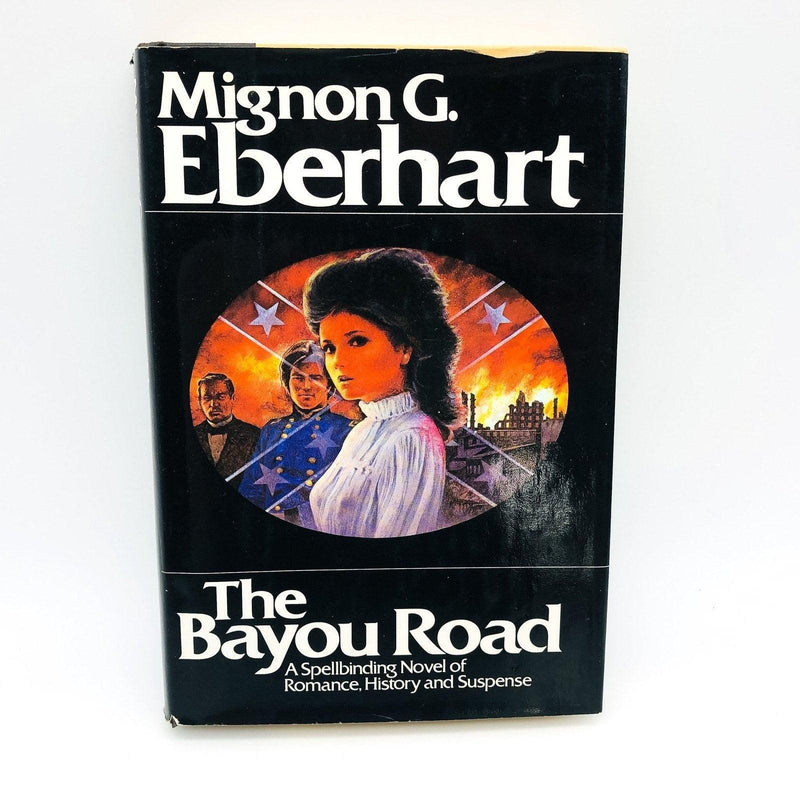 Mignon G.
Eberhart
The
Bayou Road
A Spellbinding Novel of
Romance, History and Suspense